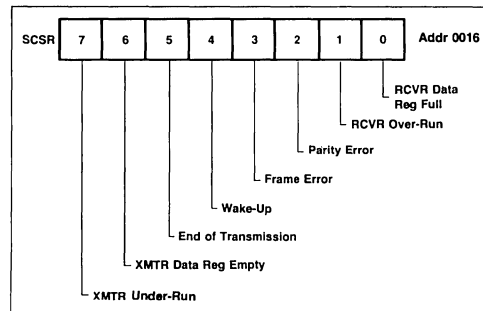 SCSR 7 6 5 4 3 2 1 0 Addr 0016
RCVR Data
Reg Full
RCVR Over-Run
Parity Error
Frame Error
Wake-Up
End of Transmission
XMTR Data Reg Empty
XMTR Under-Run